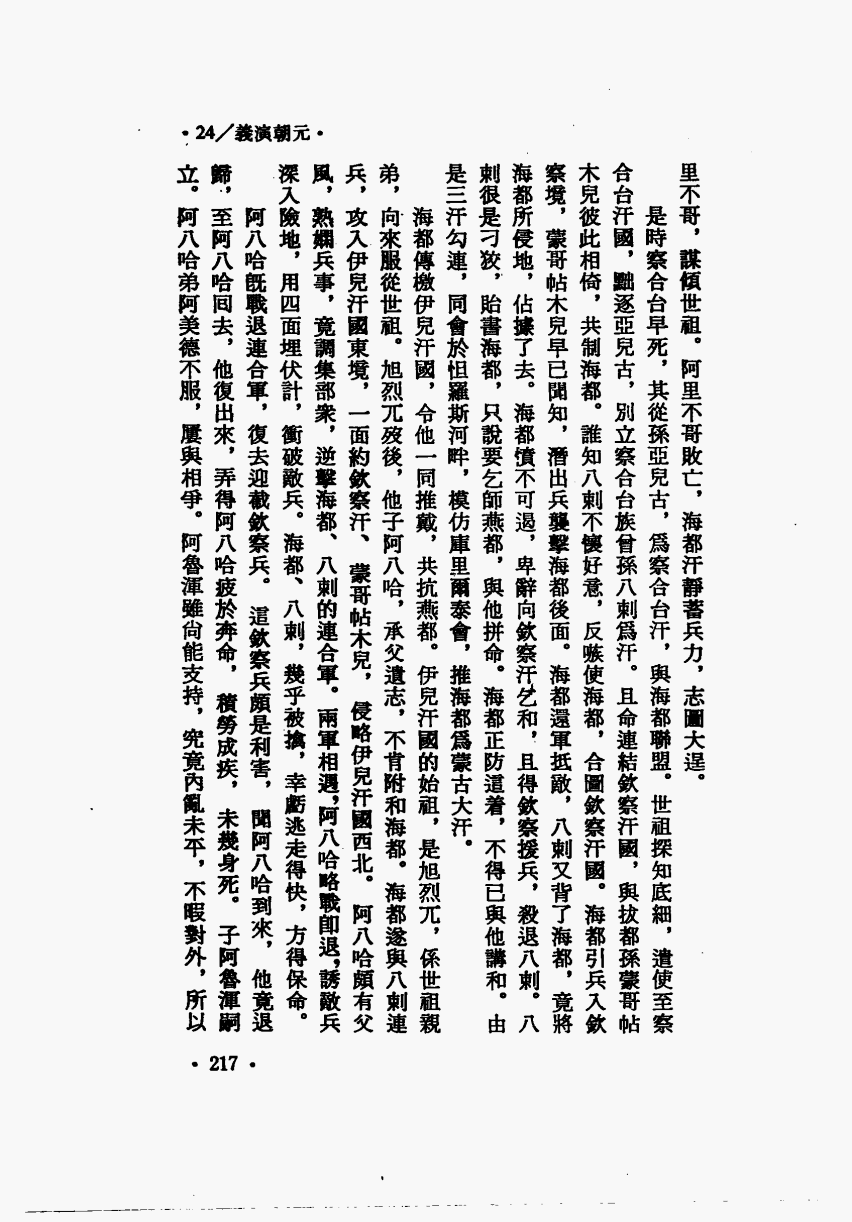 •24/義演朝元•
里不哥，謀傾世祖。阿里不哥敗亡，海都汗靜蓄兵力，志圖大逞。
是時察合台早死，其從孫亞兒古，爲察合台汗，與海都聯盟。世祖探知底細，遣使至察
合台汗國，黜逐亞兒古，別立察合台族曾孫八剌爲汗。且命連結欽察汗國，與拔都孫蒙哥帖
木兒彼此相倚，共制海都。誰知八剌不懷好意，反嗾使海都，合圖欽察汗國。海都引兵入欽
察境，蒙哥帖木兒早已聞知，潛出兵襲擊海都後面。海都還軍抵敵，八剌又背了海都，竟將
海都所侵地，佔據了去。海都憤不可遏，卑辭向欽察汗乞和，且得欽察援兵，殺退八剌。八
剌很是刁狡，貽書海都，只說要乞師燕都，與他拼命。海都正防這着，不得已與他講和。由
是三汗勾連，同會於怛羅斯河畔，模仿庫里爾泰會，推海都爲蒙古大汗。
海都傳檄伊兒汗國，令他一同推戴，共抗燕都。伊兒汗國的始祖，是旭烈兀，係世祖親
弟，向來服從世祖。旭烈兀歿後，他子阿八哈，承父遺志，不肯附和海都。海都遂與八剌連
兵，攻入伊兒汗國東境，一面約欽察汗、蒙哥帖木兒，侵略伊兒汗國西北。阿八哈頗有父
風，熟嫻兵事，竟調集部衆，逆擊海都、八剌的連合軍。兩軍相遇，阿八哈略戰即退，誘敵兵
深入險地，用四面埋伏計，衝破敵兵。海都、八剌，幾乎被擒，幸虧逃走得快，方得保命。
阿八哈既戰退連合軍，復去迎截欽察兵。這欽察兵頗是利害，聞阿八哈到來，他竟退
歸，至阿八哈回去，他復出來，弄得阿八哈疲於奔命，積勞成疾，未幾身死。子阿魯渾嗣
立。阿八哈弟阿美德不服，屢與相爭。阿魯渾雖尙能支持，究竟內亂未平，不暇對外，所以
•217•